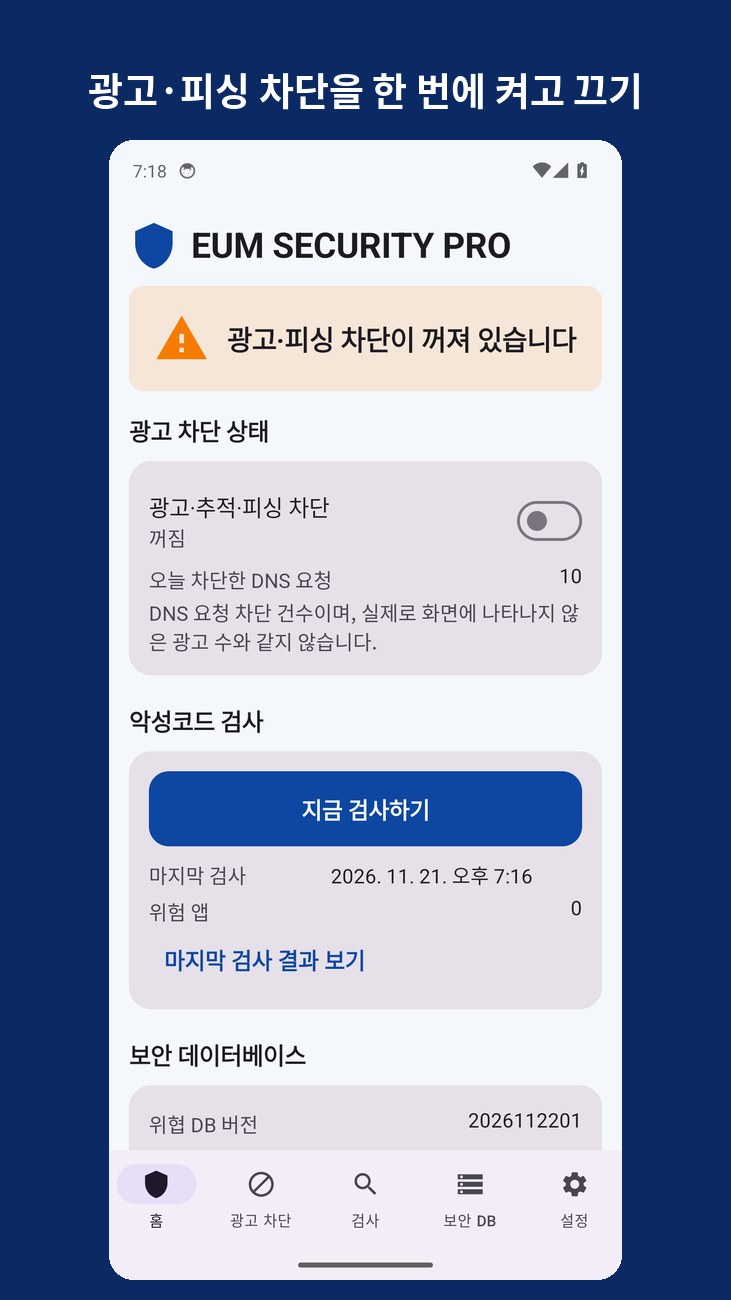 광고·피싱 차단을 한 번에 켜고 끄기
7:18
EUM SECURITY PRO
광고·피싱 차단이 꺼져 있습니다
광고 차단 상태
광고·추적·피싱 차단
꺼짐
오늘 차단한 DNS 요청 10
DNS 요청 차단 건수이며, 실제로 화면에 나타나지 않
은 광고 수와 같지 않습니다.
악성코드 검사
지금 검사하기
마지막 검사 2026. 11. 21. 오후 7:16
위험 앱 0
마지막 검사 결과 보기
보안 데이터베이스
위협 DB 버전 2026112201
홈 광고 차단 검사 보안 DB 설정